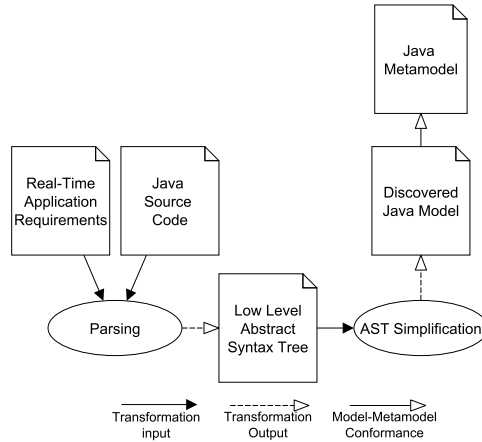 Java
Metamodel
Real-Time
Application
Requirements
Java
Source
Code
Discovered
Java Model
Parsing
Low Level
Abstract
Syntax Tree
AST Simplification
Transformation
input
Transformation
Output
Model-Metamodel
Conformance